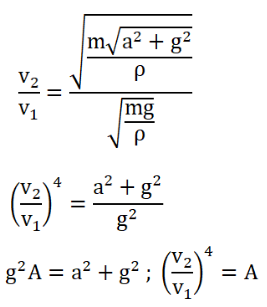 v₂/v₁ = √(m√(a² + g²)/ρ) / √(mg/ρ)
(v₂/v₁)⁴ = (a² + g²)/g²
g²A = a² + g² ; (v₂/v₁)⁴ = A